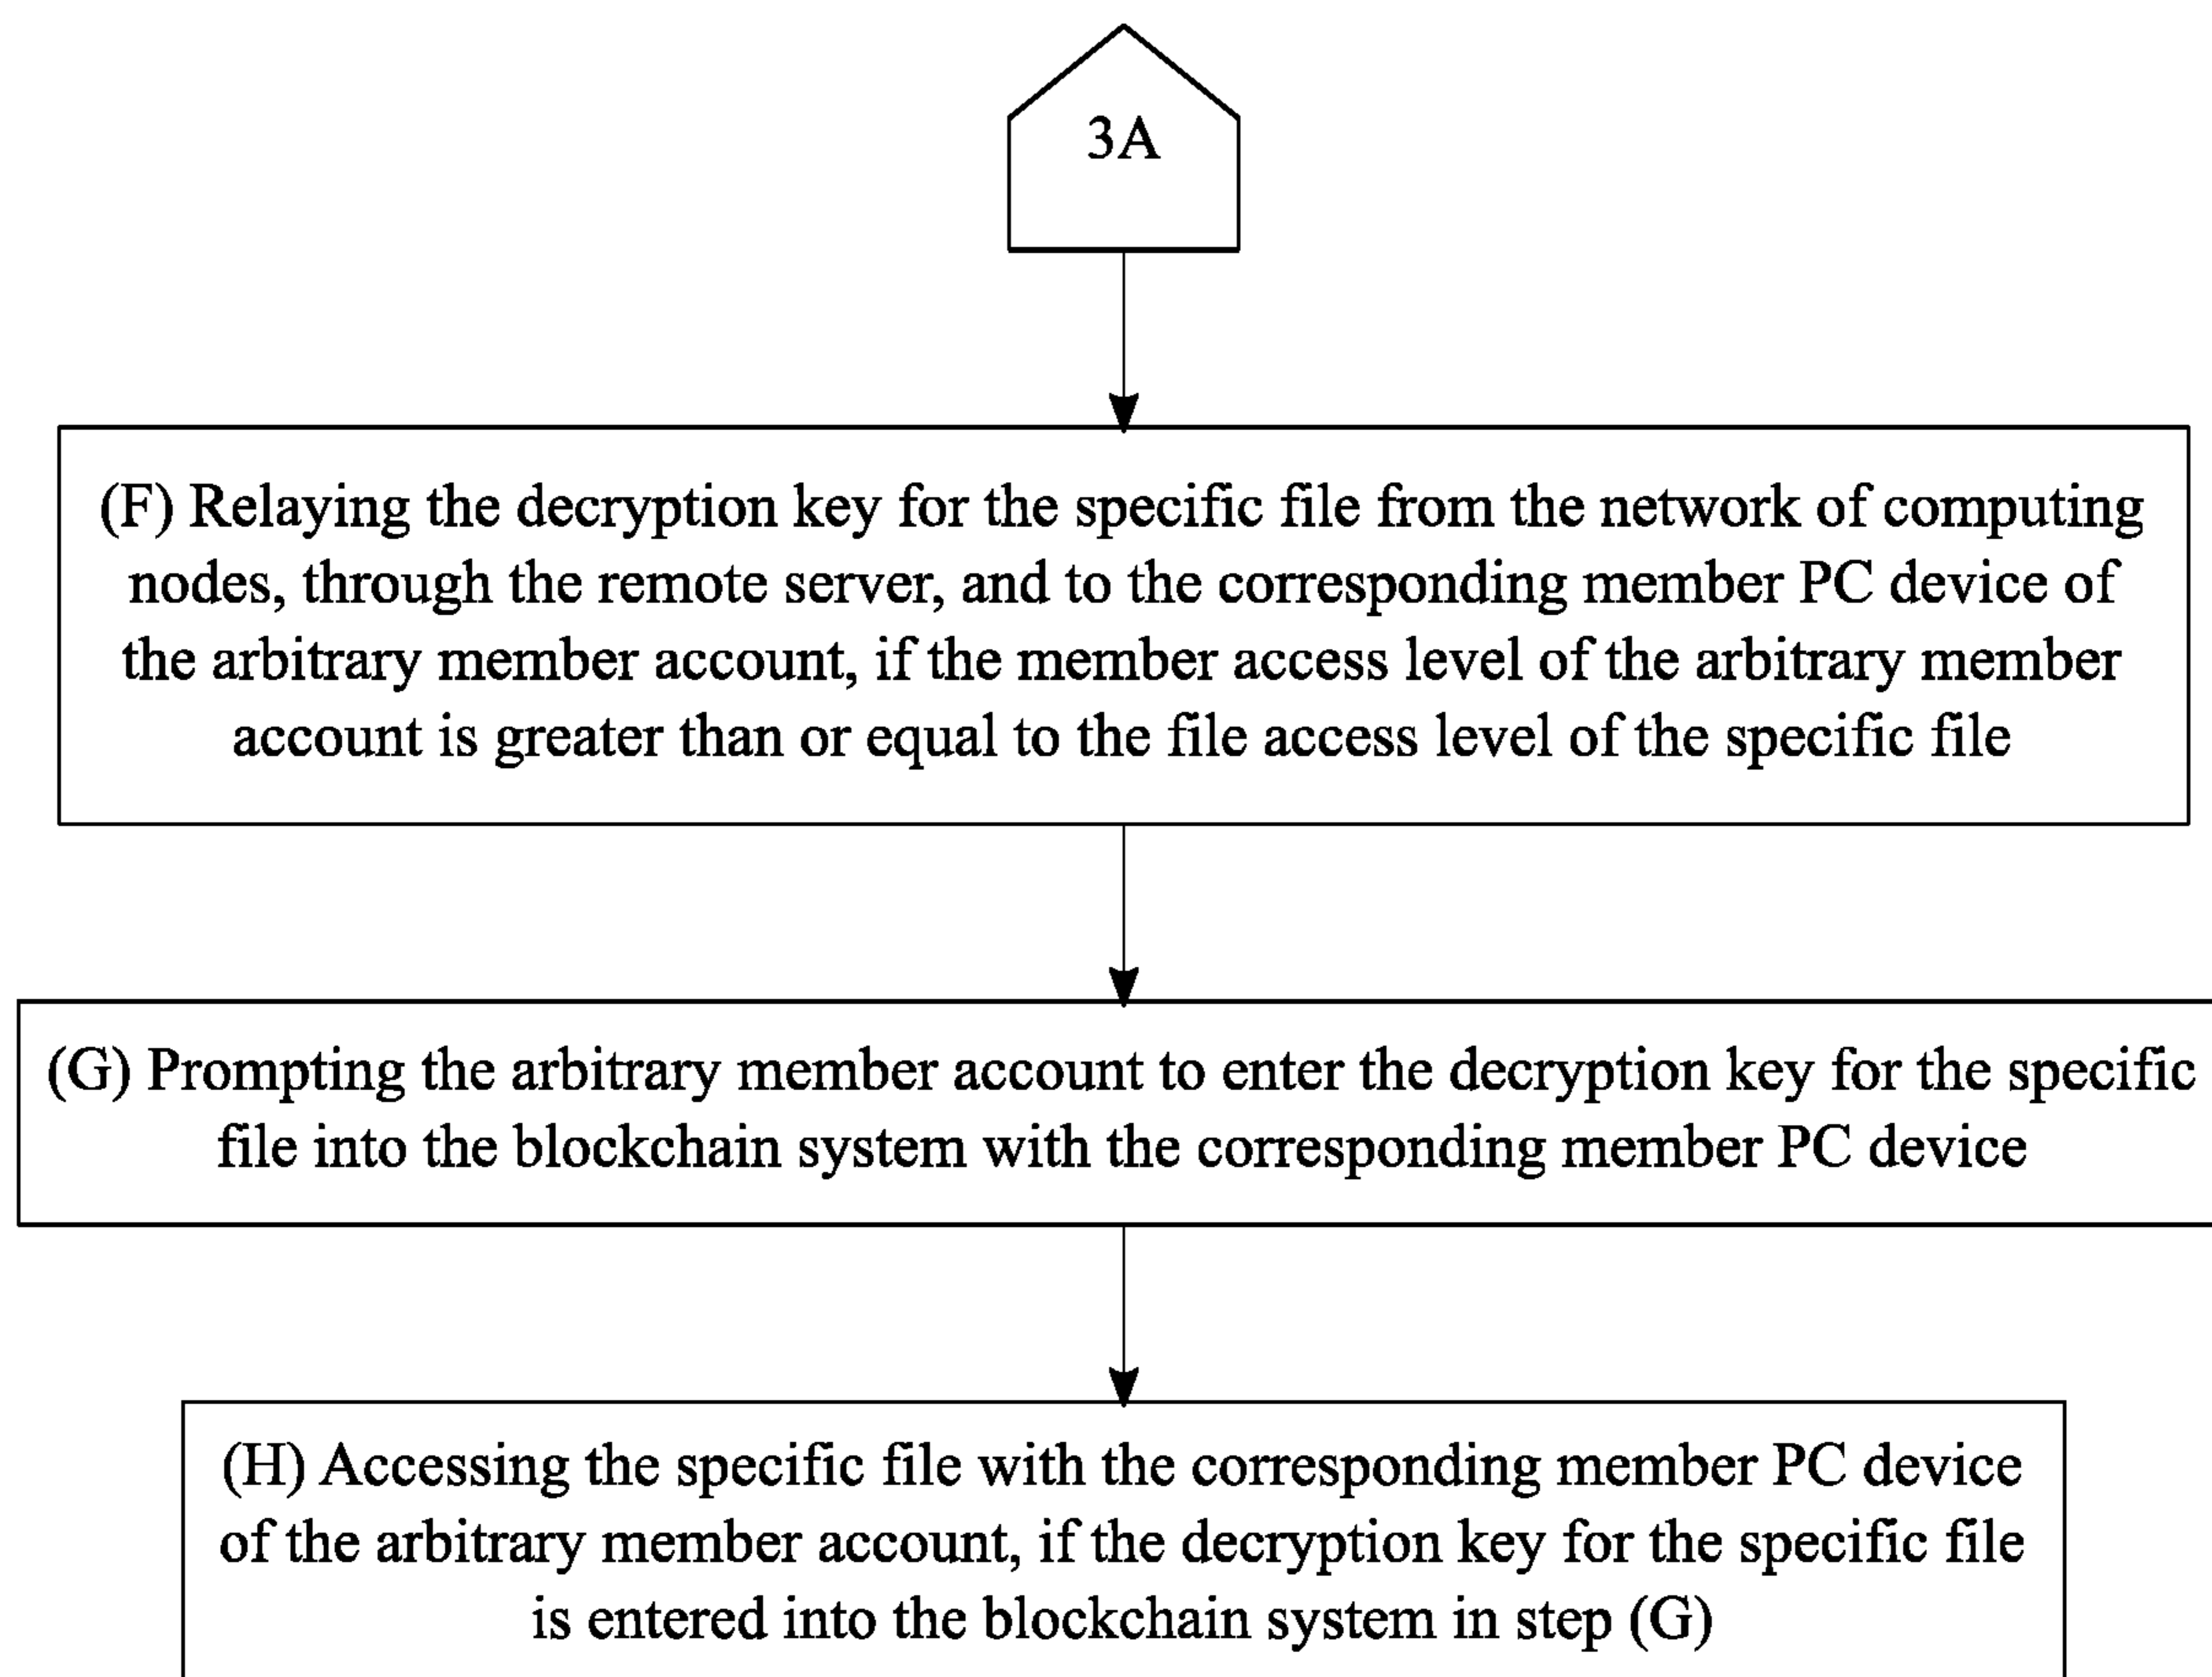 3A
(F) Relaying the decryption key for the specific file from the network of computing
nodes, through the remote server, and to the corresponding member PC device of
the arbitrary member account, if the member access level of the arbitrary member
account is greater than or equal to the file access level of the specific file
(G) Prompting the arbitrary member account to enter the decryption key for the specific
file into the blockchain system with the corresponding member PC device
(H) Accessing the specific file with the corresponding member PC device
of the arbitrary member account, if the decryption key for the specific file
is entered into the blockchain system in step (G)